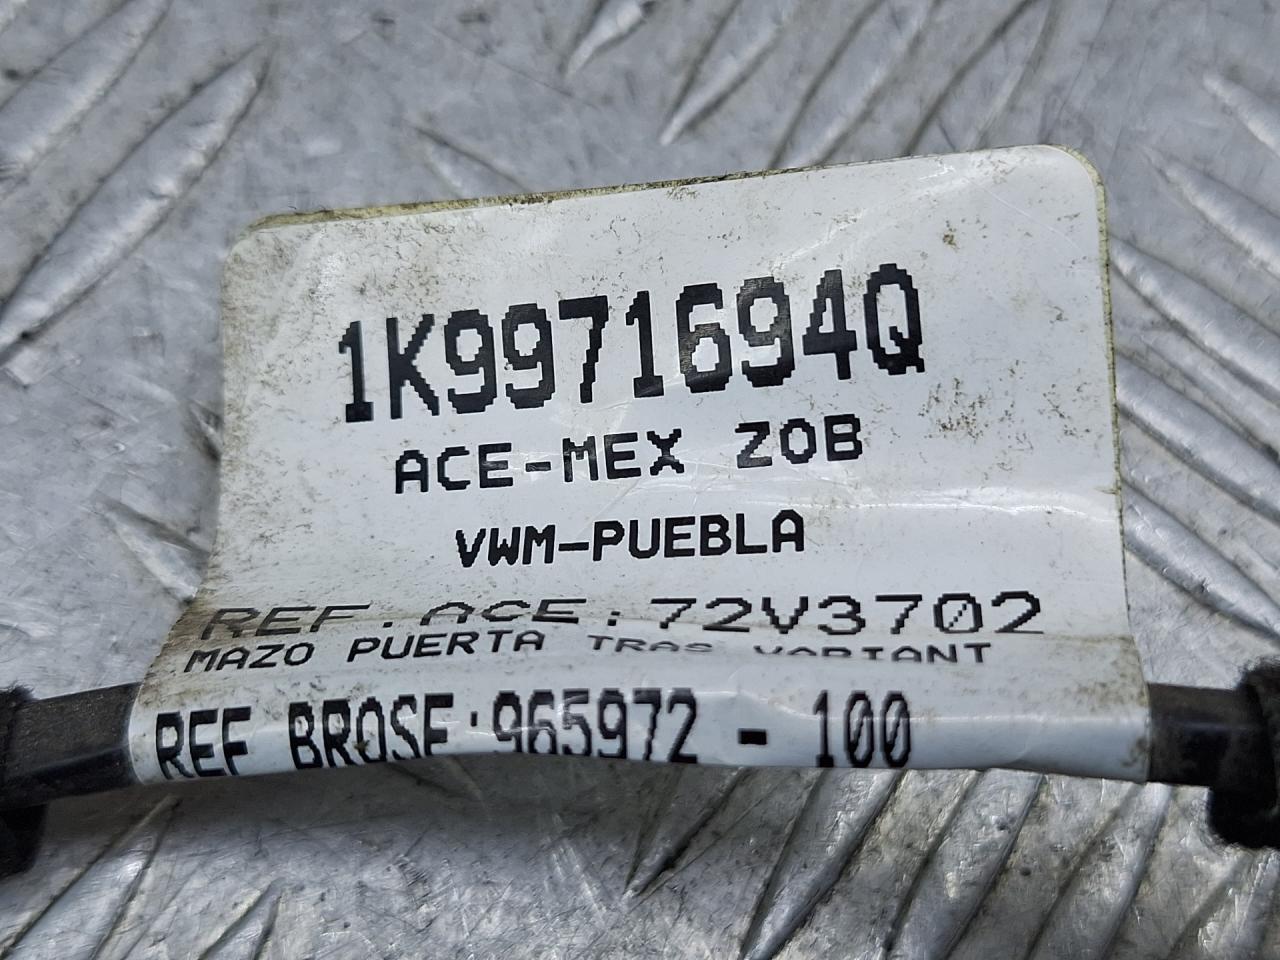 1K9971694Q
ACE-MEX ZOB
VWM-PUEBLA
REF. ACE: 72V3702
MAZO PUERTA TRAS VARIANT
REF BROSE: 965972 - 100